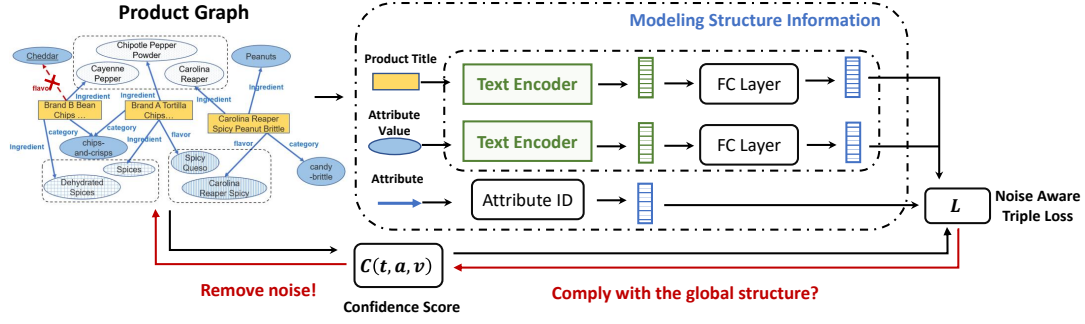 Product Graph
Modeling Structure Information
Cheddar
Chipotle Pepper
Powder
Peanuts
Cayenne
Pepper
Carolina
Reaper
flavor
Ingredient
Ingredient
Ingredient
Ingredient
Brand B Bean
Chips ...
Brand A Tortilla
Chips...
Carolina Reaper
Spicy Peanut Brittle
Ingredient
category
category
Ingredient
flavor
flavor
category
chips-
and-crisps
Spices
Spicy
Queso
candy
-brittle
Dehydrated
Spices
Carolina
Reaper Spicy
Product Title
Text Encoder
FC Layer
Attribute
Value
Text Encoder
FC Layer
Attribute
Attribute ID
L
Noise Aware
Triple Loss
C(t, a, v)
Remove noise!
Comply with the global structure?
Confidence Score